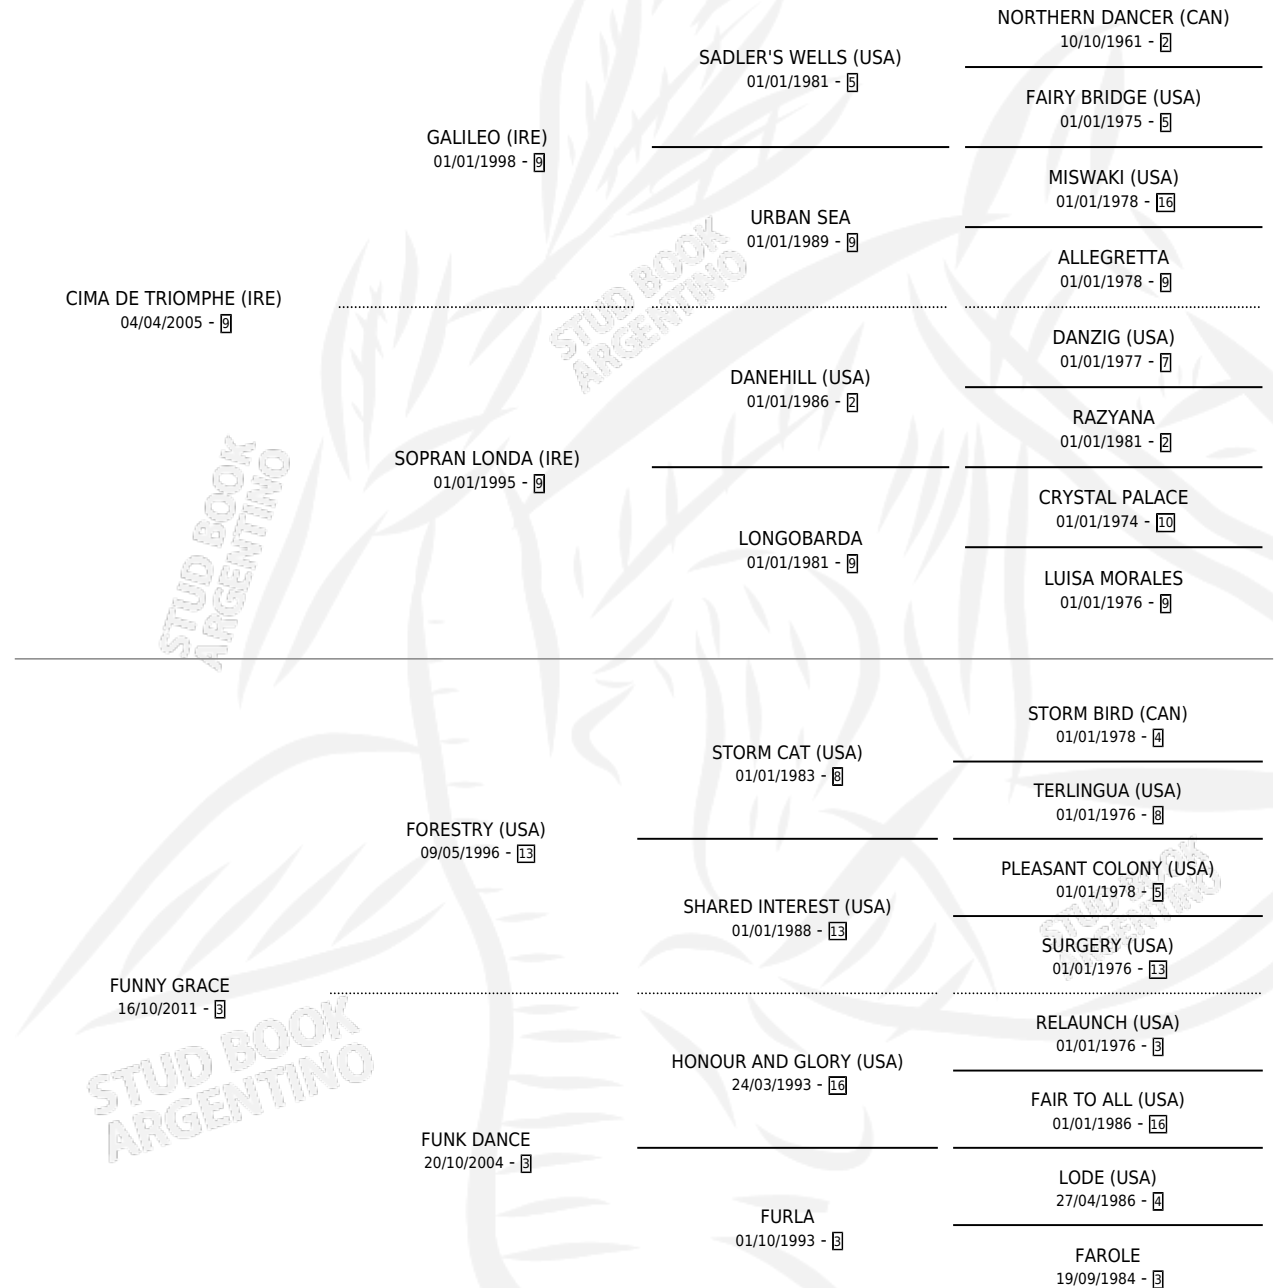 NORTHERN DANCER (CAN)
10/10/1961 - 2
SADLER'S WELLS (USA)
01/01/1981 - 5
FAIRY BRIDGE (USA)
01/01/1975 - 5
GALILEO (IRE)
01/01/1998 - 9
MISWAKI (USA)
01/01/1978 - 16
URBAN SEA
01/01/1989 - 9
ALLEGRETTA
01/01/1978 - 9
CIMA DE TRIOMPHE (IRE)
04/04/2005 - 9
DANZIG (USA)
01/01/1977 - 7
DANEHILL (USA)
01/01/1986 - 2
RAZYANA
01/01/1981 - 2
SOPRAN LONDA (IRE)
01/01/1995 - 9
CRYSTAL PALACE
01/01/1974 - 10
LONGOBARDA
01/01/1981 - 9
LUISA MORALES
01/01/1976 - 9
STORM BIRD (CAN)
01/01/1978 - 4
STORM CAT (USA)
01/01/1983 - 8
TERLINGUA (USA)
01/01/1976 - 8
FORESTRY (USA)
09/05/1996 - 13
PLEASANT COLONY (USA)
01/01/1978 - 5
SHARED INTEREST (USA)
01/01/1988 - 13
SURGERY (USA)
01/01/1976 - 13
FUNNY GRACE
16/10/2011 - 3
RELAUNCH (USA)
01/01/1976 - 3
HONOUR AND GLORY (USA)
24/03/1993 - 16
FAIR TO ALL (USA)
01/01/1986 - 16
FUNK DANCE
20/10/2004 - 3
LODE (USA)
27/04/1986 - 4
FURLA
01/10/1993 - 3
FAROLE
19/09/1984 - 3
STUD BOOK
ARGENTINO
STUD BOOK
ARGENTINO
STUD BOOK
ARGENTINO
STUD BOOK
ARGENTINO